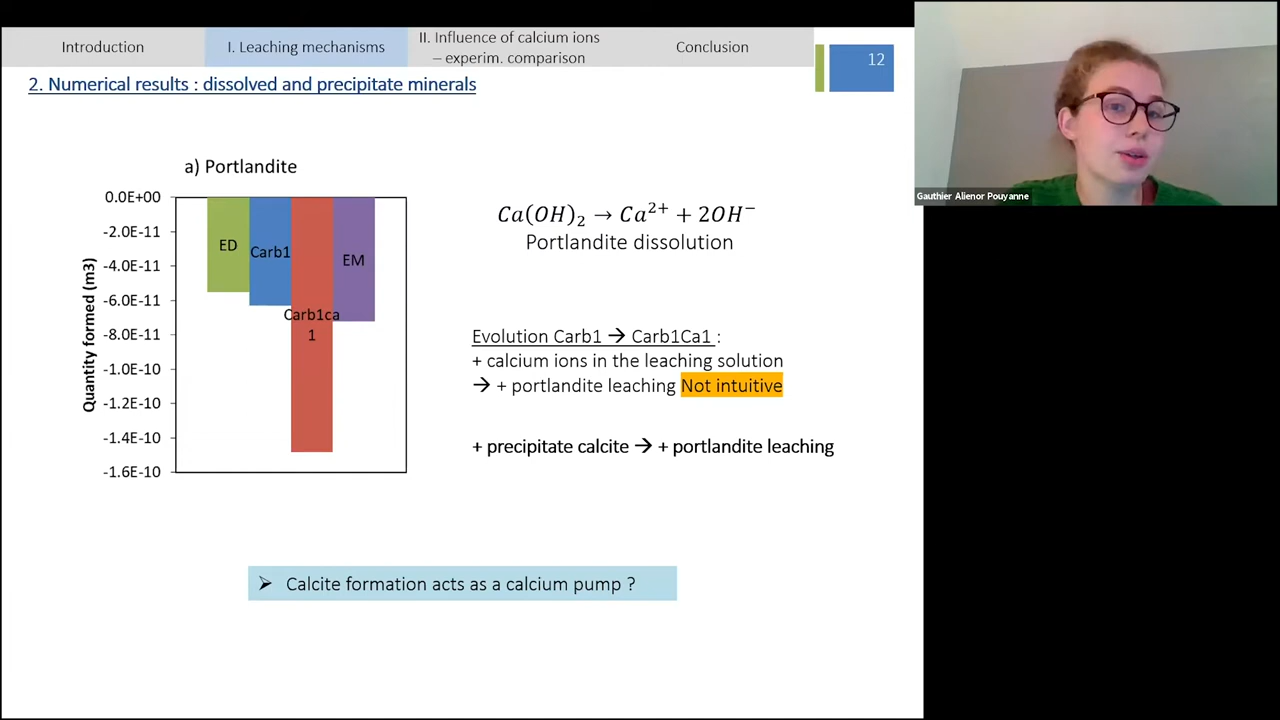 Introduction
I. Leaching mechanisms
II. Influence of calcium ions
– experim. comparison
Conclusion
12
2. Numerical results : dissolved and precipitate minerals
a) Portlandite
Quantity formed (m3)
0.0E+00
-2.0E-11
-4.0E-11
-6.0E-11
-8.0E-11
-1.0E-10
-1.2E-10
-1.4E-10
-1.6E-10
ED
Carb1
Carb1ca
1
EM
Ca(OH)₂ → Ca²⁺ + 2OH⁻
Portlandite dissolution
Evolution Carb1 → Carb1Ca1 :
+ calcium ions in the leaching solution
→ + portlandite leaching Not intuitive
+ precipitate calcite → + portlandite leaching
➢ Calcite formation acts as a calcium pump ?
Gauthier Alienor Pouyanne